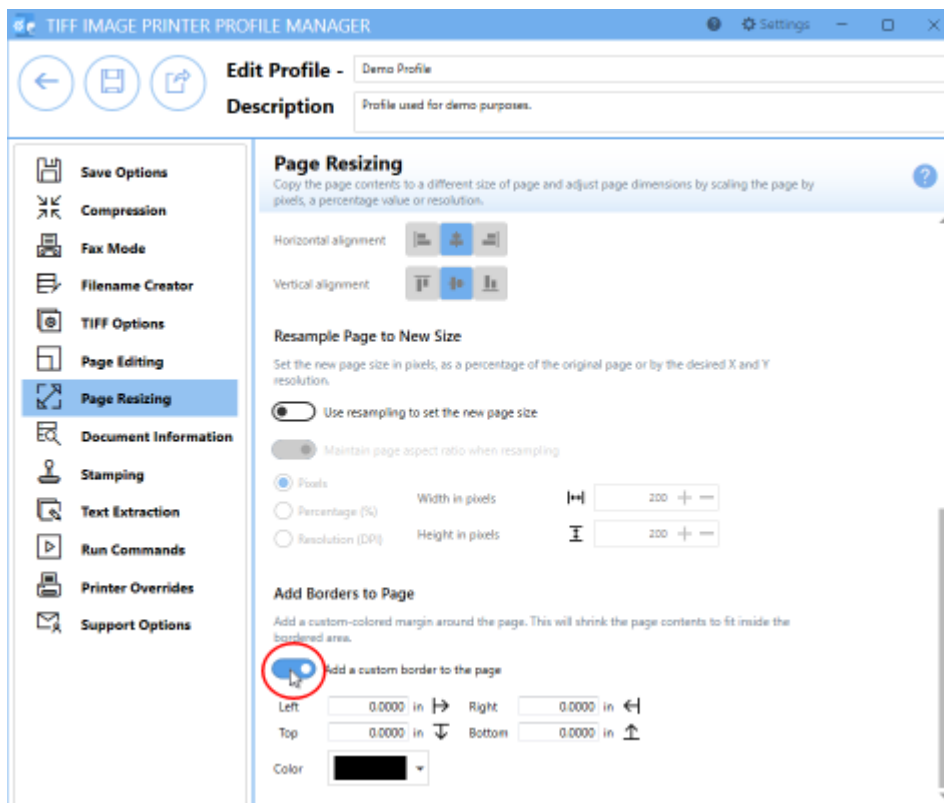 TIFF IMAGE PRINTER PROFILE MANAGER
Settings
Edit Profile - Demo Profile
Description Profile used for demo purposes.
Save Options
Compression
Fax Mode
Filename Creator
TIFF Options
Page Editing
Page Resizing
Document Information
Stamping
Text Extraction
Run Commands
Printer Overrides
Support Options
Page Resizing
Copy the page contents to a different size of page and adjust page dimensions by scaling the page by
pixels, a percentage value or resolution.
Horizontal alignment
Vertical alignment
Resample Page to New Size
Set the new page size in pixels, as a percentage of the original page or by the desired X and Y
resolution.
Use resampling to set the new page size
Maintain page aspect ratio when resampling
Pixels
Percentage (%)
Resolution (DPI)
Width in pixels 200
Height in pixels 200
Add Borders to Page
Add a custom-colored margin around the page. This will shrink the page contents to fit inside the
bordered area.
Add a custom border to the page
Left 0.0000 in Right 0.0000 in
Top 0.0000 in Bottom 0.0000 in
Color